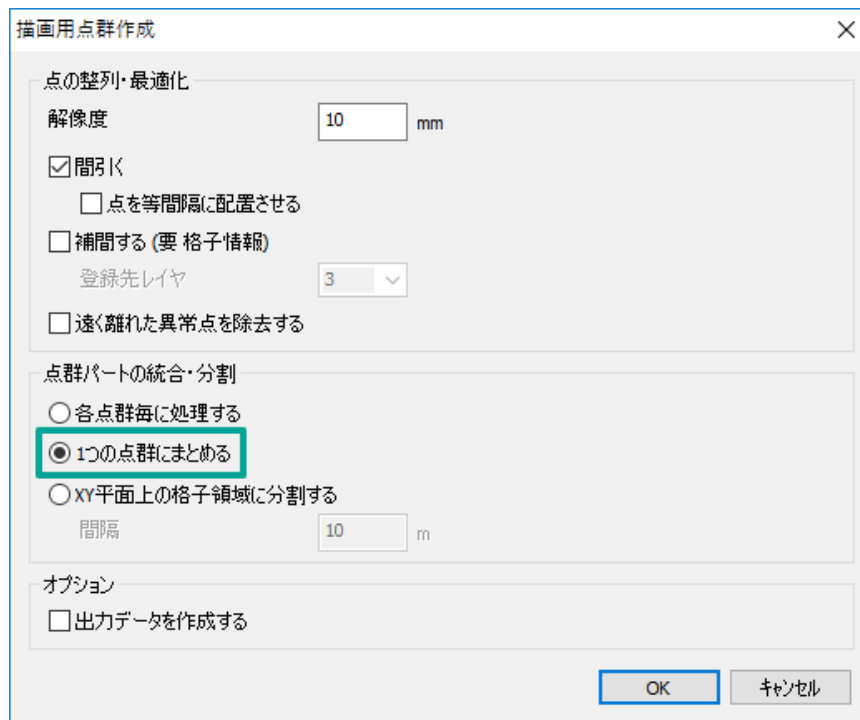 描画用点群作成
点の整列・最適化
解像度 10 mm
間引く
点を等間隔に配置させる
補間する (要 格子情報)
登録先レイヤ 3
遠く離れた異常点を除去する
点群パートの統合・分割
各点群毎に処理する
1つの点群にまとめる
XY平面上の格子領域に分割する
間隔 10 m
オプション
出力データを作成する
OK キャンセル